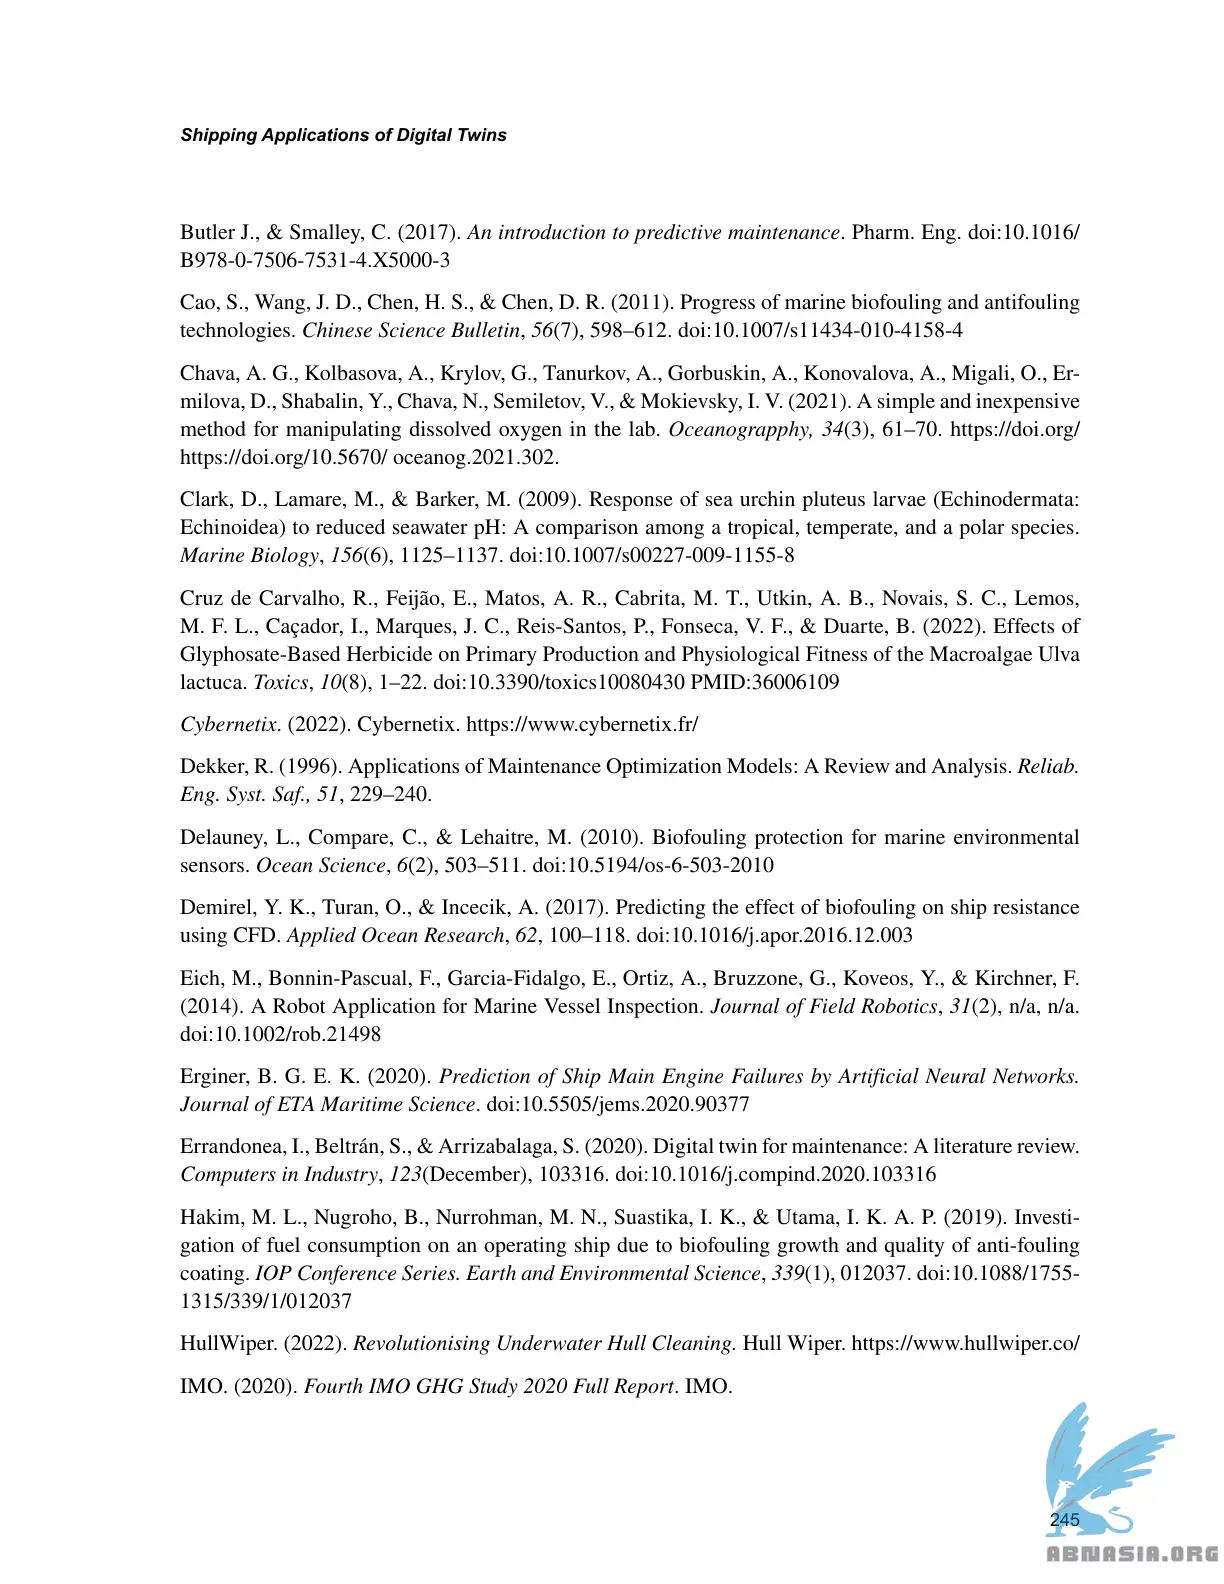 Shipping Applications of Digital Twins
Butler J., & Smalley, C. (2017). An introduction to predictive maintenance. Pharm. Eng. doi:10.1016/
B978-0-7506-7531-4.X5000-3
Cao, S., Wang, J. D., Chen, H. S., & Chen, D. R. (2011). Progress of marine biofouling and antifouling
technologies. Chinese Science Bulletin, 56(7), 598–612. doi:10.1007/s11434-010-4158-4
Chava, A. G., Kolbasova, A., Krylov, G., Tanurkov, A., Gorbuskin, A., Konovalova, A., Migali, O., Er-
milova, D., Shabalin, Y., Chava, N., Semiletov, V., & Mokievsky, I. V. (2021). A simple and inexpensive
method for manipulating dissolved oxygen in the lab. Oceanograpphy, 34(3), 61–70. https://doi.org/
https://doi.org/10.5670/ oceanog.2021.302.
Clark, D., Lamare, M., & Barker, M. (2009). Response of sea urchin pluteus larvae (Echinodermata:
Echinoidea) to reduced seawater pH: A comparison among a tropical, temperate, and a polar species.
Marine Biology, 156(6), 1125–1137. doi:10.1007/s00227-009-1155-8
Cruz de Carvalho, R., Feijão, E., Matos, A. R., Cabrita, M. T., Utkin, A. B., Novais, S. C., Lemos,
M. F. L., Caçador, I., Marques, J. C., Reis-Santos, P., Fonseca, V. F., & Duarte, B. (2022). Effects of
Glyphosate-Based Herbicide on Primary Production and Physiological Fitness of the Macroalgae Ulva
lactuca. Toxics, 10(8), 1–22. doi:10.3390/toxics10080430 PMID:36006109
Cybernetix. (2022). Cybernetix. https://www.cybernetix.fr/
Dekker, R. (1996). Applications of Maintenance Optimization Models: A Review and Analysis. Reliab.
Eng. Syst. Saf., 51, 229–240.
Delauney, L., Compare, C., & Lehaitre, M. (2010). Biofouling protection for marine environmental
sensors. Ocean Science, 6(2), 503–511. doi:10.5194/os-6-503-2010
Demirel, Y. K., Turan, O., & Incecik, A. (2017). Predicting the effect of biofouling on ship resistance
using CFD. Applied Ocean Research, 62, 100–118. doi:10.1016/j.apor.2016.12.003
Eich, M., Bonnin-Pascual, F., Garcia-Fidalgo, E., Ortiz, A., Bruzzone, G., Koveos, Y., & Kirchner, F.
(2014). A Robot Application for Marine Vessel Inspection. Journal of Field Robotics, 31(2), n/a, n/a.
doi:10.1002/rob.21498
Erginer, B. G. E. K. (2020). Prediction of Ship Main Engine Failures by Artificial Neural Networks.
Journal of ETA Maritime Science. doi:10.5505/jems.2020.90377
Errandonea, I., Beltrán, S., & Arrizabalaga, S. (2020). Digital twin for maintenance: A literature review.
Computers in Industry, 123(December), 103316. doi:10.1016/j.compind.2020.103316
Hakim, M. L., Nugroho, B., Nurrohman, M. N., Suastika, I. K., & Utama, I. K. A. P. (2019). Investi-
gation of fuel consumption on an operating ship due to biofouling growth and quality of anti-fouling
coating. IOP Conference Series. Earth and Environmental Science, 339(1), 012037. doi:10.1088/1755-
1315/339/1/012037
HullWiper. (2022). Revolutionising Underwater Hull Cleaning. Hull Wiper. https://www.hullwiper.co/
IMO. (2020). Fourth IMO GHG Study 2020 Full Report. IMO.
245
ABNASIA.ORG